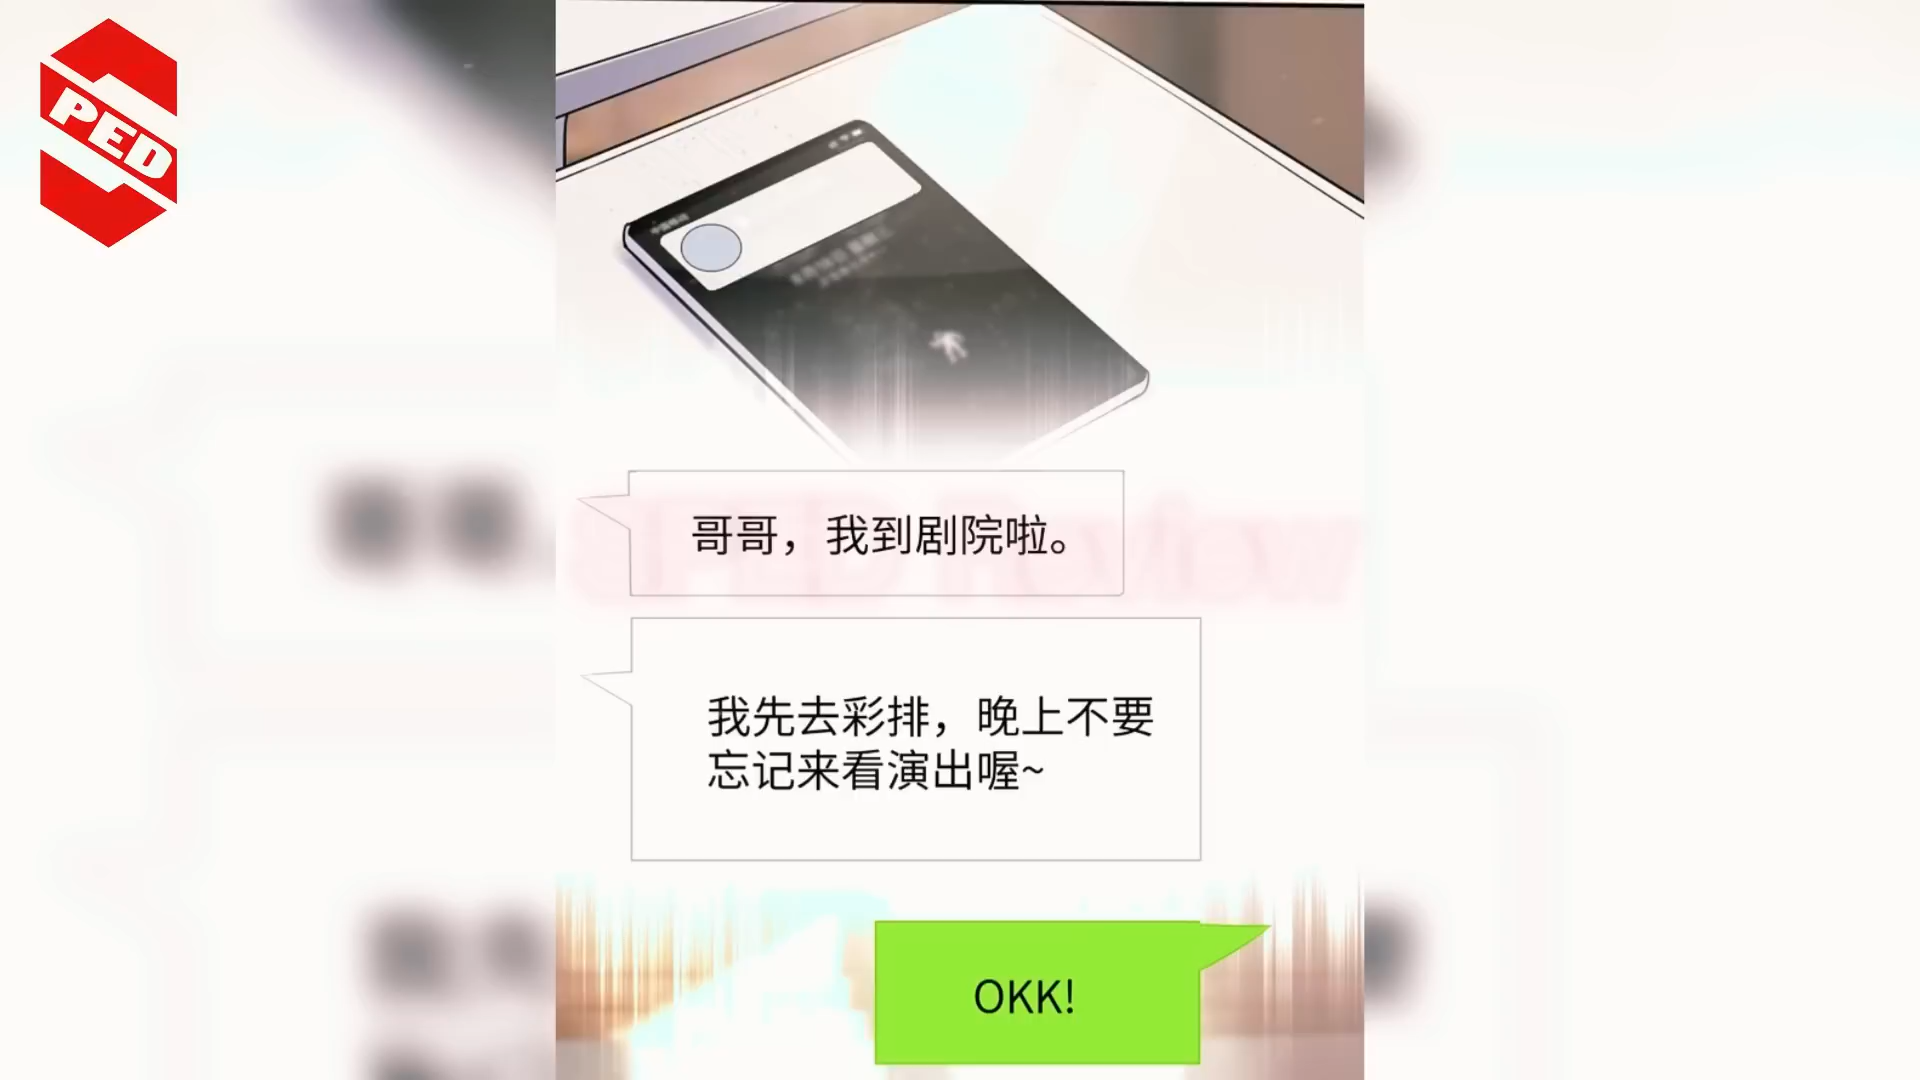 PED
哥哥，我到剧院啦。
我先去彩排，晚上不要
忘记来看演出喔~
OKK!